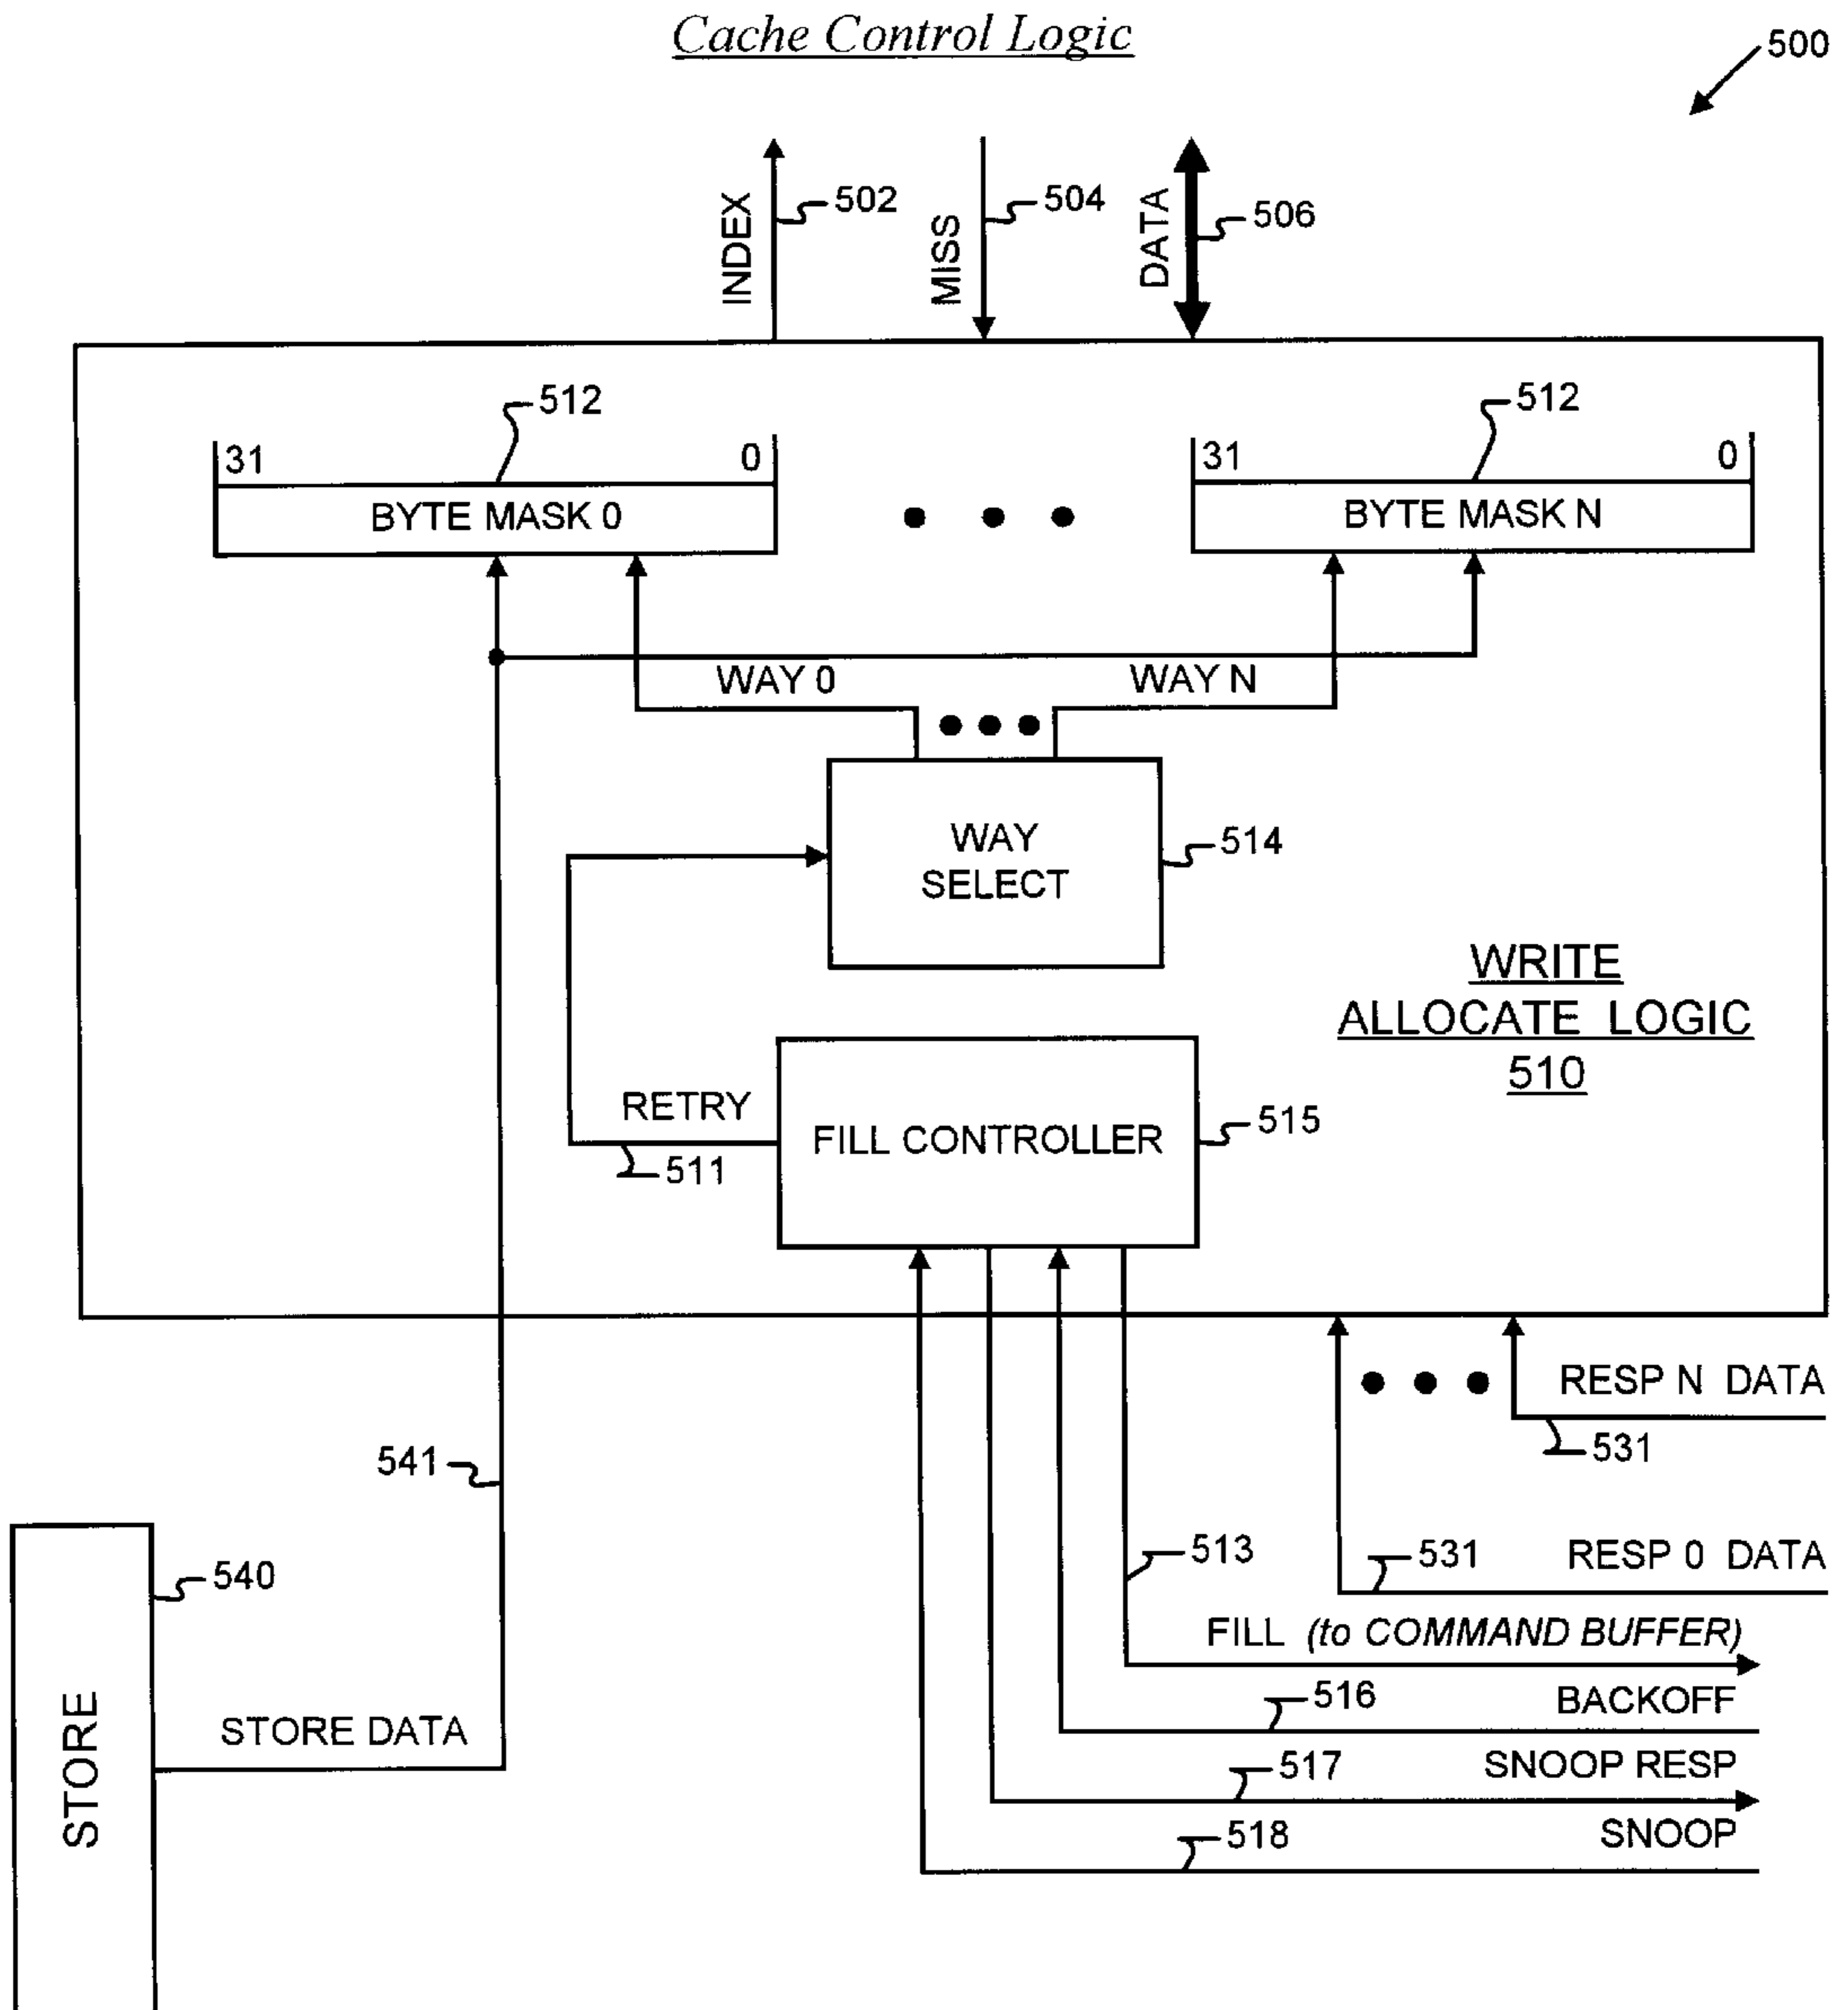 Cache Control Logic
500
INDEX
502
MISS
504
DATA
506
512
512
31 0
31 0
BYTE MASK 0
BYTE MASK N
WAY 0
WAY N
WAY
SELECT
514
WRITE
ALLOCATE LOGIC
510
RETRY
511
FILL CONTROLLER
515
RESP N DATA
531
541
513
531
RESP 0 DATA
540
FILL (to COMMAND BUFFER)
516
BACKOFF
STORE
STORE DATA
517
SNOOP RESP
518
SNOOP